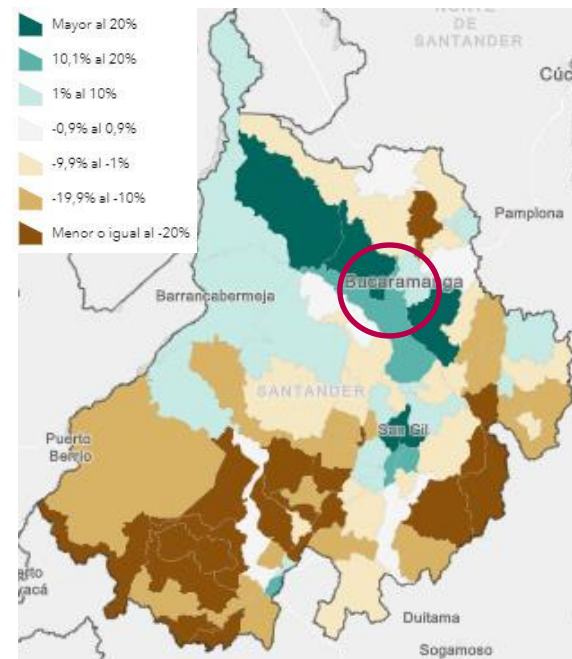 Mayor al 20%
10,1% al 20%
1% al 10%
-0,9% al 0,9%
-9,9% al -1%
-19,9% al -10%
Menor o igual al -20%
DE
SANTANDER
Cúc
Pamplona
Bucaramanga
Barrancabermeja
SANTANDER
San Gil
Puerto
Berrío
acá
Duitama
Sogamoso